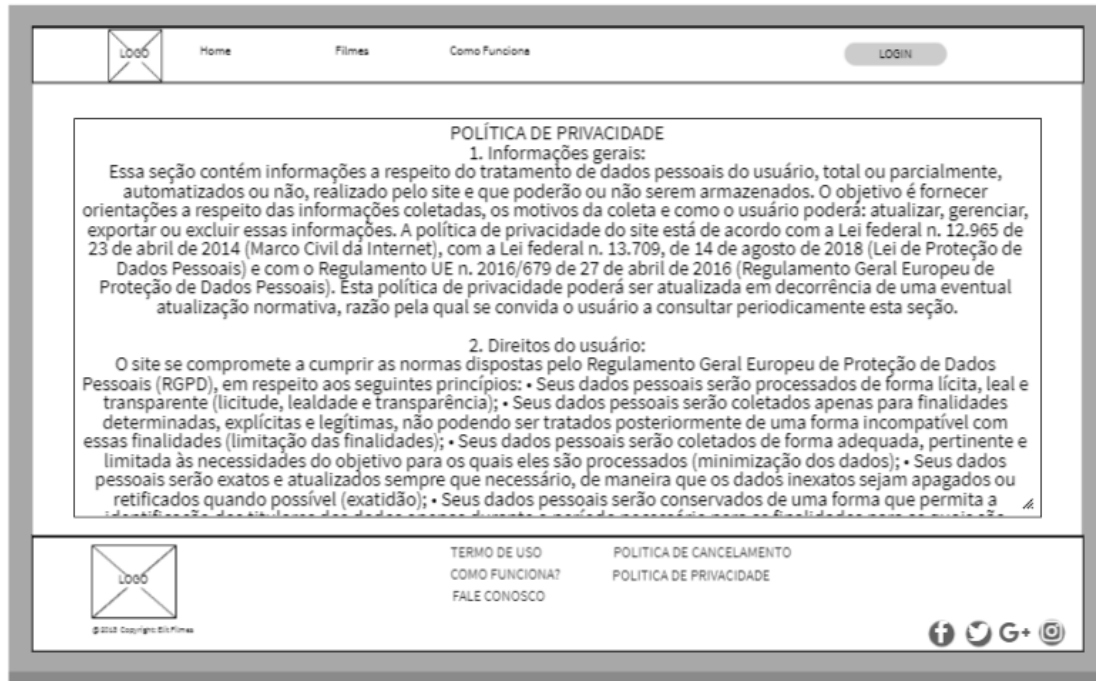 LOGO
Home
Filmes
Como Funciona
LOGIN
POLÍTICA DE PRIVACIDADE
1. Informações gerais:
Essa seção contém informações a respeito do tratamento de dados pessoais do usuário, total ou parcialmente,
automatizados ou não, realizado pelo site e que poderão ou não serem armazenados. O objetivo é fornecer
orientações a respeito das informações coletadas, os motivos da coleta e como o usuário poderá: atualizar, gerenciar,
exportar ou excluir essas informações. A política de privacidade do site está de acordo com a Lei federal n. 12.965 de
23 de abril de 2014 (Marco Civil da Internet), com a Lei federal n. 13.709, de 14 de agosto de 2018 (Lei de Proteção de
Dados Pessoais) e com o Regulamento UE n. 2016/679 de 27 de abril de 2016 (Regulamento Geral Europeu de
Proteção de Dados Pessoais). Esta política de privacidade poderá ser atualizada em decorrência de uma eventual
atualização normativa, razão pela qual se convida o usuário a consultar periodicamente esta seção.
2. Direitos do usuário:
O site se compromete a cumprir as normas dispostas pelo Regulamento Geral Europeu de Proteção de Dados
Pessoais (RGPD), em respeito aos seguintes princípios: • Seus dados pessoais serão processados de forma lícita, leal e
transparente (licitude, lealdade e transparência); • Seus dados pessoais serão coletados apenas para finalidades
determinadas, explícitas e legítimas, não podendo ser tratados posteriormente de uma forma incompatível com
essas finalidades (limitação das finalidades); • Seus dados pessoais serão coletados de forma adequada, pertinente e
limitada às necessidades do objetivo para os quais eles são processados (minimização dos dados); • Seus dados
pessoais serão exatos e atualizados sempre que necessário, de maneira que os dados inexatos sejam apagados ou
retificados quando possível (exatidão); • Seus dados pessoais serão conservados de uma forma que permita a
LOGO
TERMO DE USO
POLITICA DE CANCELAMENTO
COMO FUNCIONA?
POLITICA DE PRIVACIDADE
FALE CONOSCO
Copyright
Filmes
G+